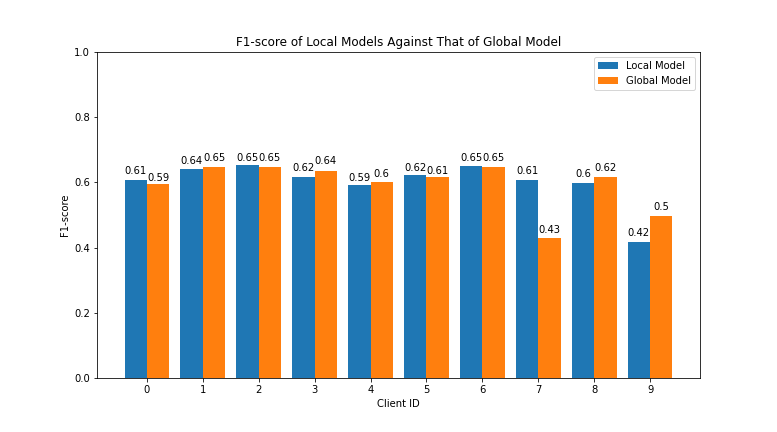 F1-score of Local Models Against That of Global Model
Local Model
Global Model
F1-score
1.0
0.8
0.6
0.4
0.2
0.0
0.61 0.59 0.64 0.65 0.65 0.65 0.62 0.64 0.59 0.6 0.62 0.61 0.65 0.65 0.61 0.43 0.6 0.62 0.42 0.5
0 1 2 3 4 5 6 7 8 9
Client ID